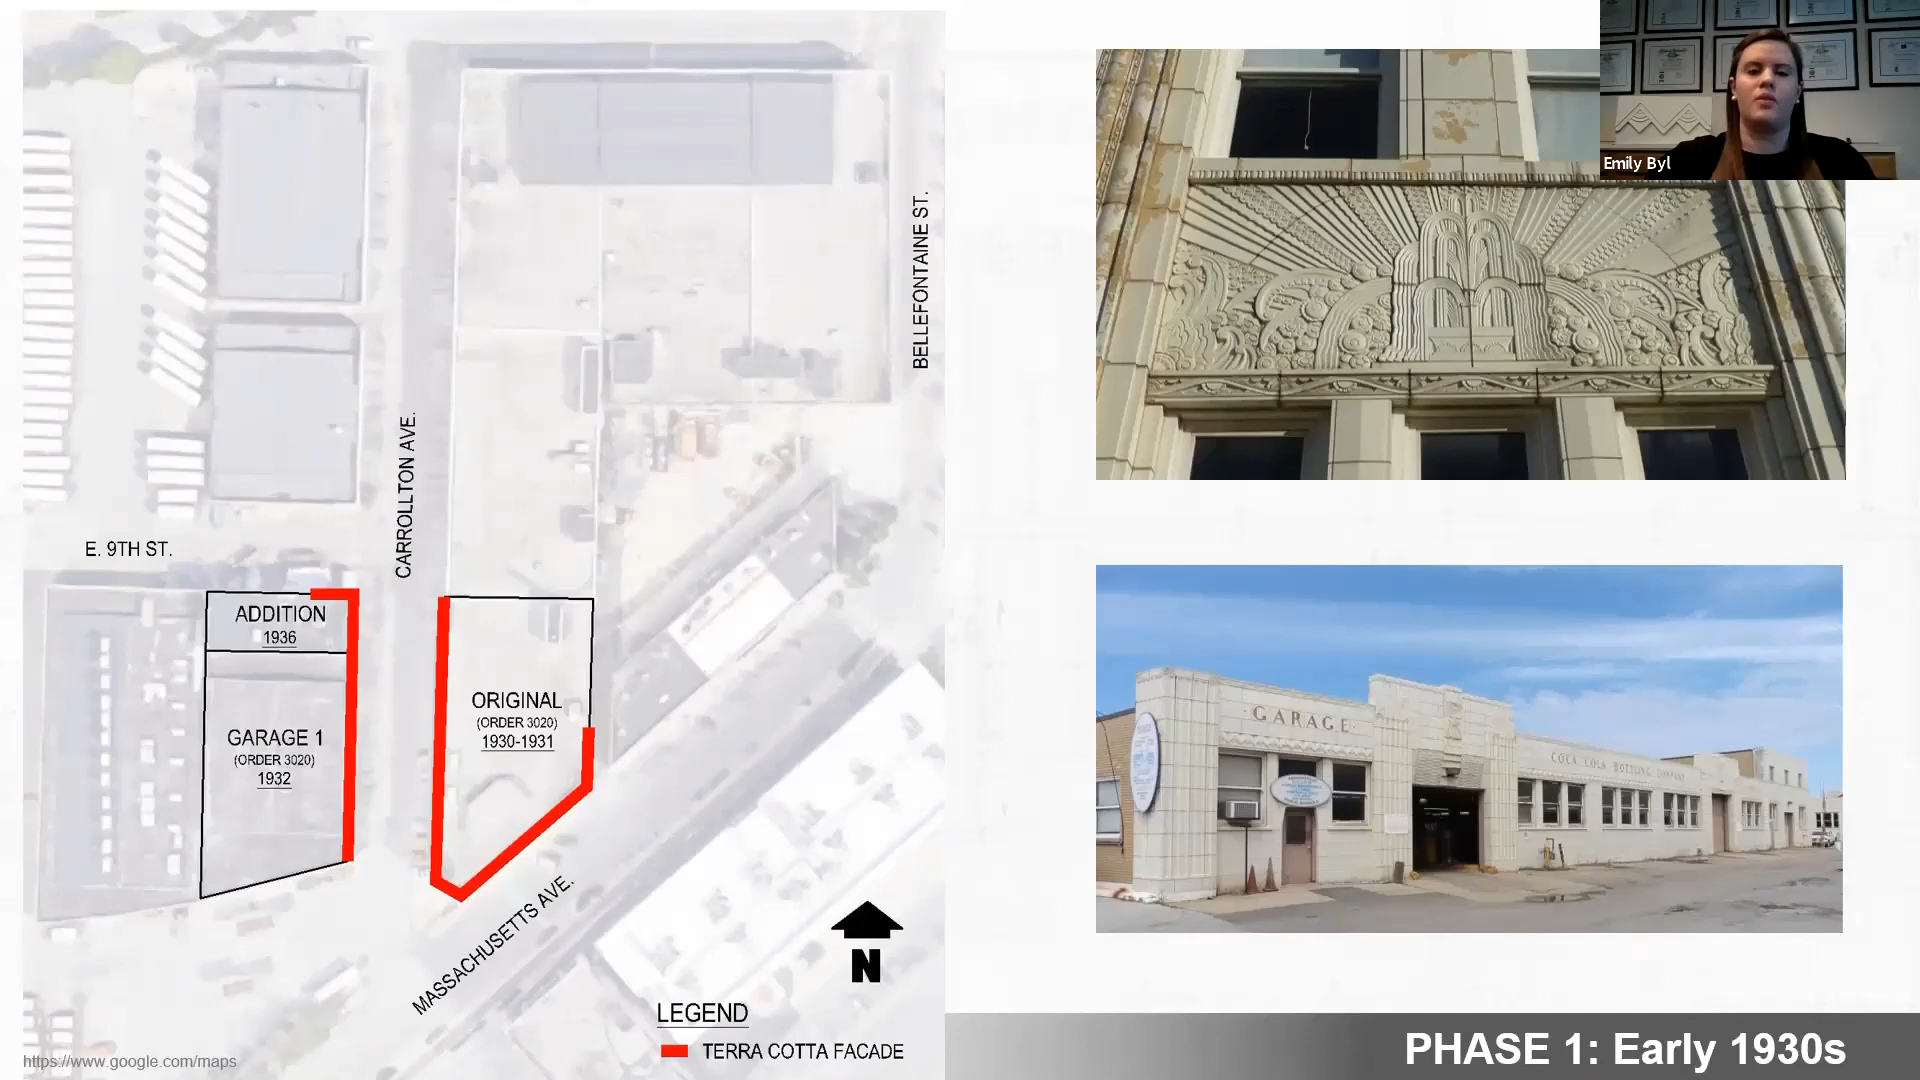 BELLEFONTAINE ST.
CARROLLTON AVE.
E. 9TH ST.
ADDITION
1936
GARAGE 1
(ORDER 3020)
1932
ORIGINAL
(ORDER 3020)
1930-1931
MASSACHUSETTS AVE.
N
LEGEND
TERRA COTTA FACADE
https://www.google.com/maps
Emily Byl
GARAGE
COCA COLA BOTTLING COMPANY
PHASE 1: Early 1930s